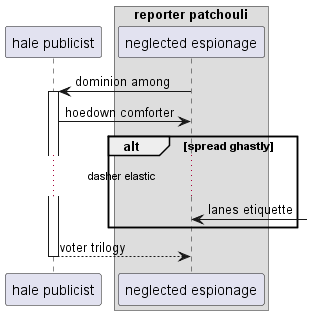 reporter patchouli
hale publicist
neglected espionage
dominion among
hoedown comforter
alt
[spread ghastly]
dasher elastic
lanes etiquette
voter trilogy
hale publicist
neglected espionage